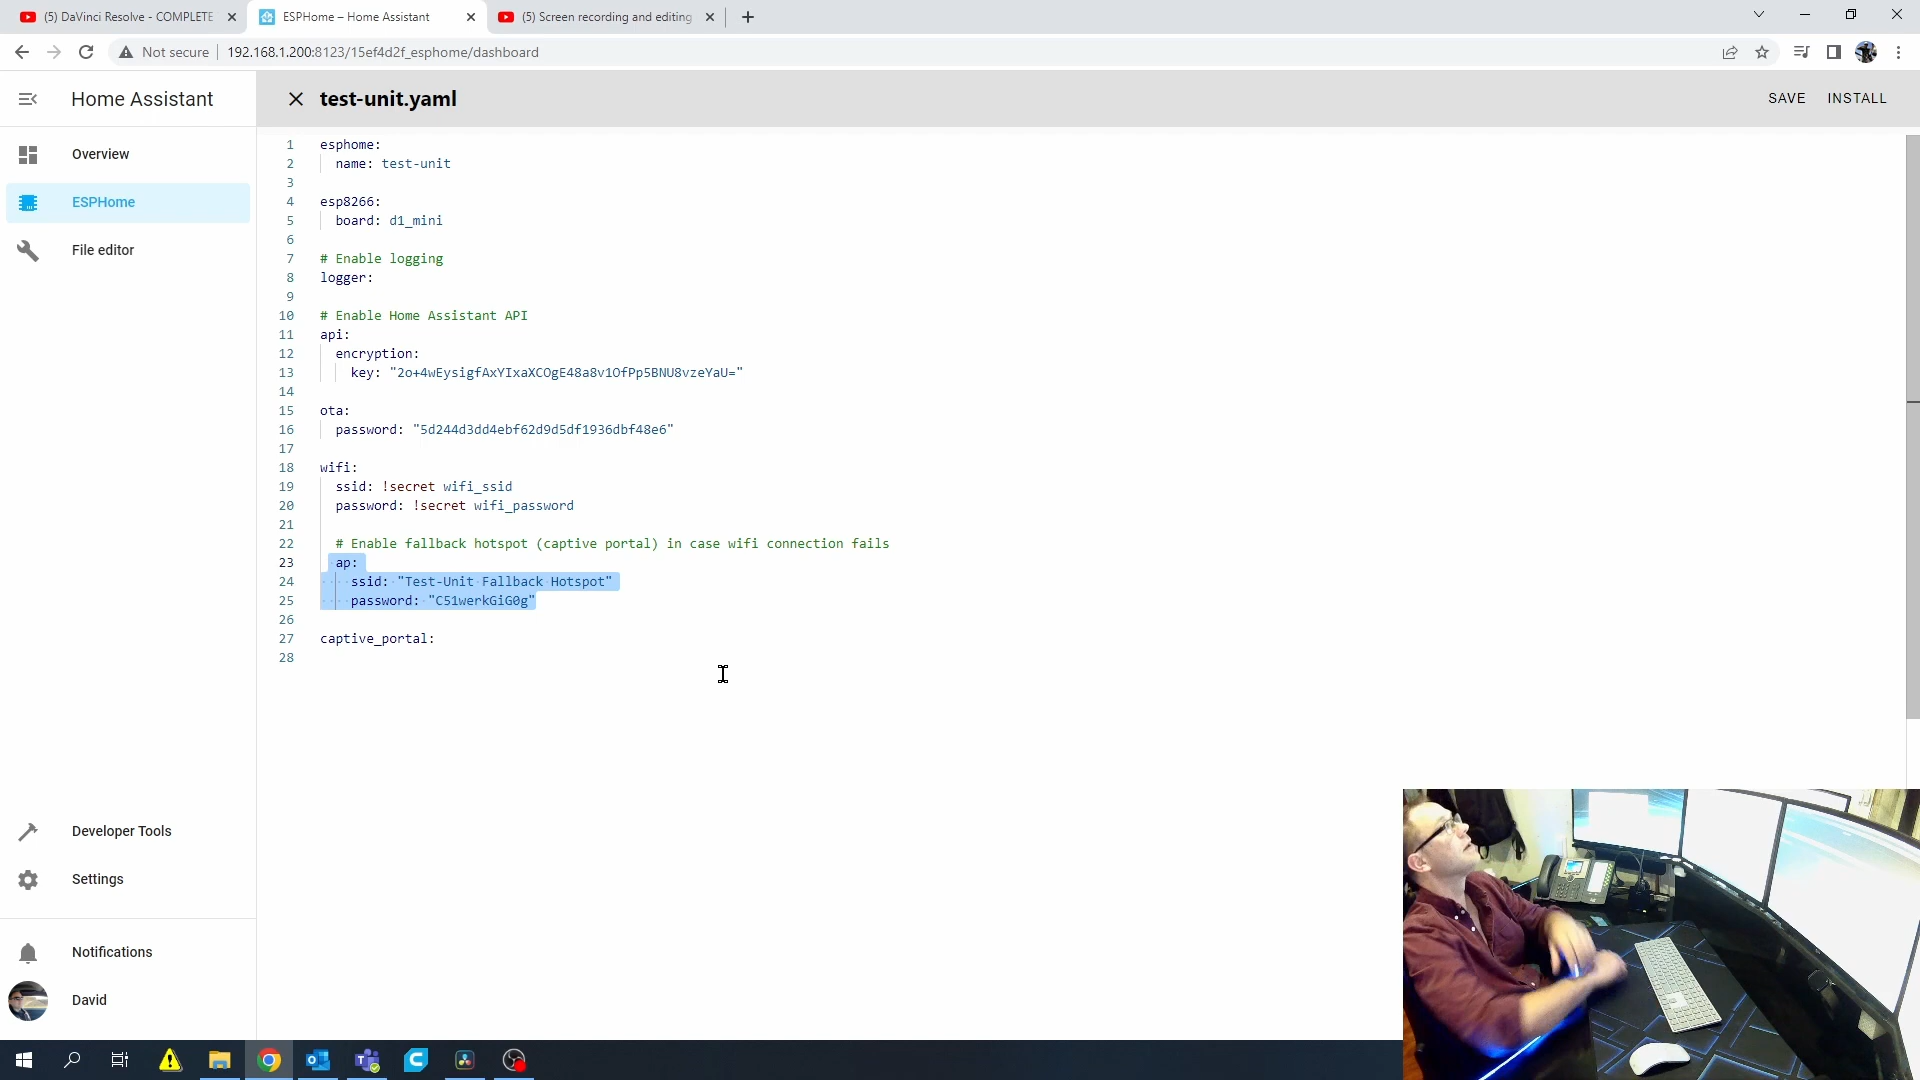 (5) DaVinci Resolve - COMPLETE
ESPHome – Home Assistant
(5) Screen recording and editing
Not secure
192.168.1.200:8123/15ef4d2f_esphome/dashboard
Home Assistant
test-unit.yaml
SAVE
INSTALL
Overview
ESPHome
File editor
Developer Tools
Settings
Notifications
David
1 esphome:
2 name: test-unit
3
4 esp8266:
5 board: d1_mini
6
7 # Enable logging
8 logger:
9
10 # Enable Home Assistant API
11 api:
12 encryption:
13 key: "2o+4wEysigfAxYIxaXCOgE48a8v1OfPp5BNU8vzeYaU="
14
15 ota:
16 password: "5d244d3dd4ebf62d9d5df1936dbf48e6"
17
18 wifi:
19 ssid: !secret wifi_ssid
20 password: !secret wifi_password
21
22 # Enable fallback hotspot (captive portal) in case wifi connection fails
23 ap:
24 ssid: "Test-Unit Fallback Hotspot"
25 password: "C51werkGiG0g"
26
27 captive_portal:
28